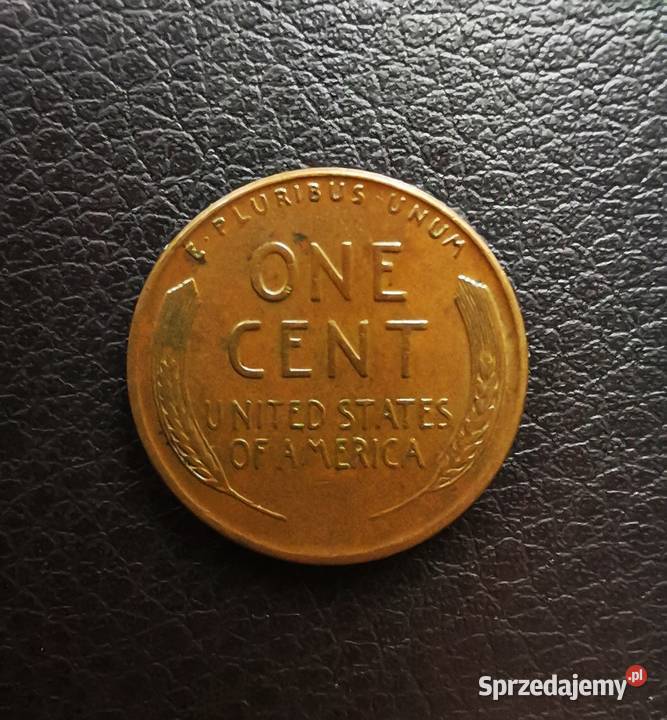 E·PLURIBUS·UNUM
ONE
CENT
UNITED STATES
OF AMERICA
Sprzedajemy.pl